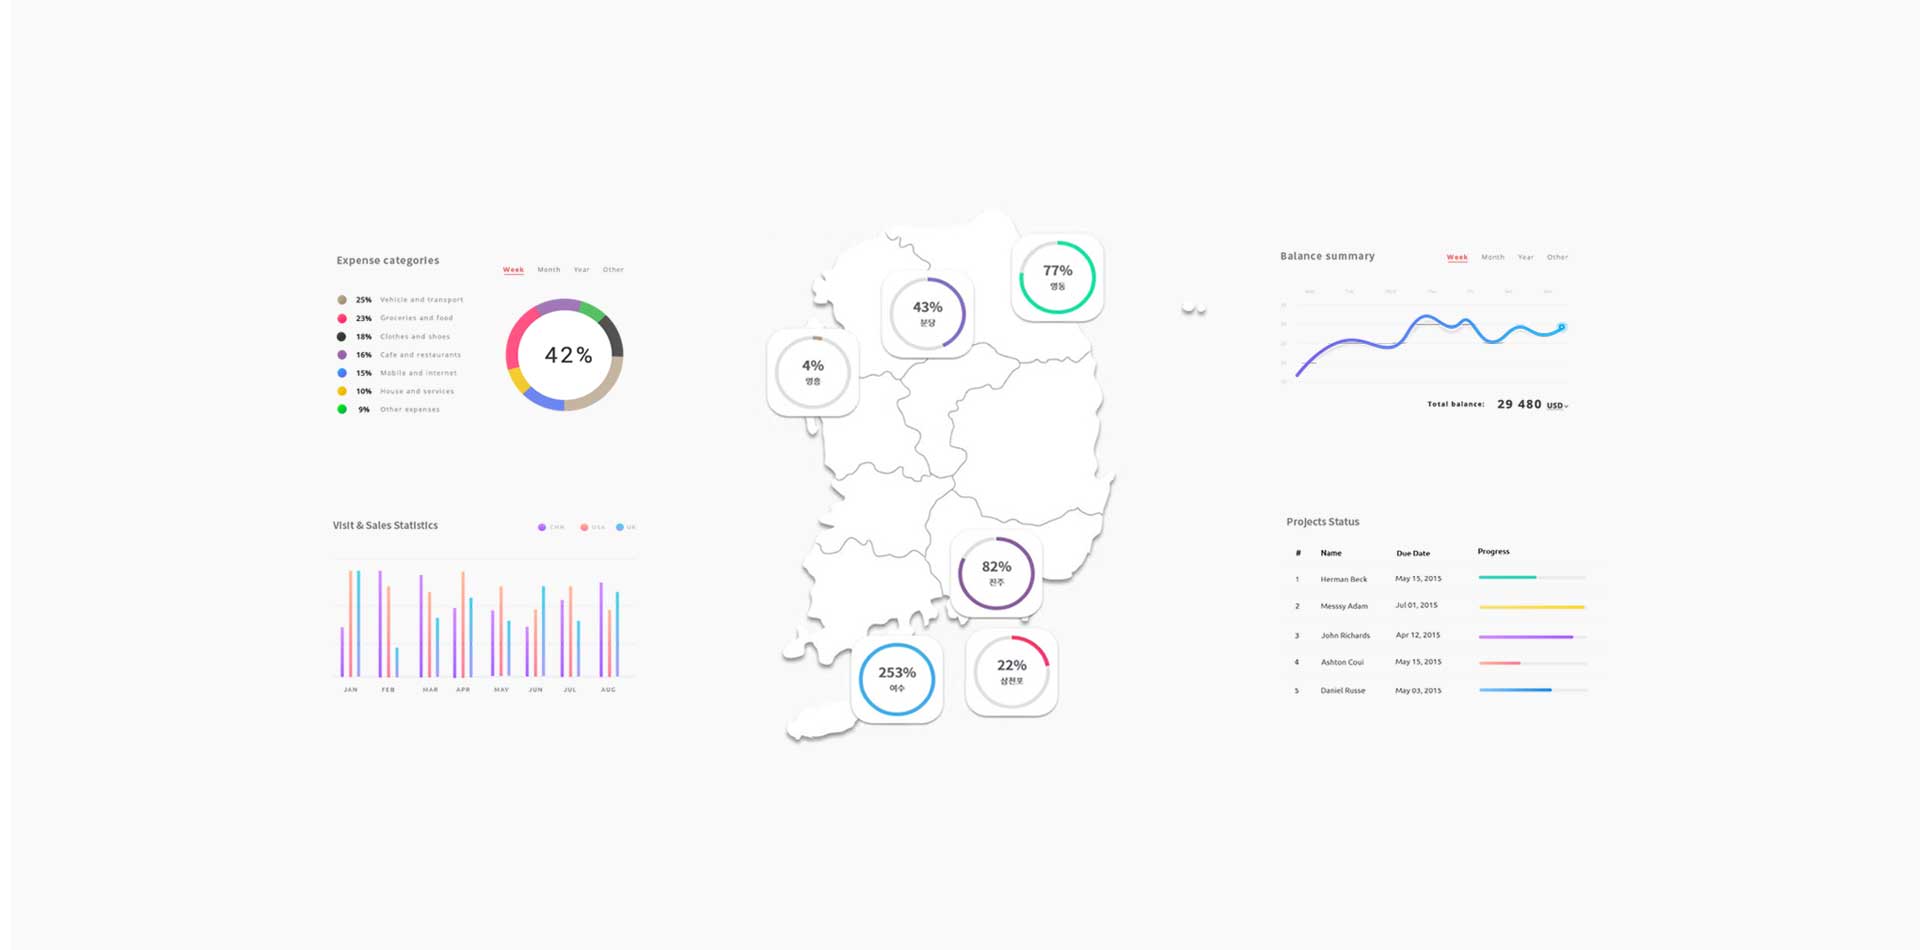 Expense categories
Week Month Year Other
25% Vehicle and transport
23% Groceries and food
18% Clothes and shoes
16% Cafe and restaurants
15% Mobile and internet
10% House and services
9% Other expenses
42%
Visit & Sales Statistics
CHN USA UK
JAN FEB MAR APR MAY JUN JUL AUG
77%
영동
43%
분당
4%
영흥
82%
진주
253%
여수
22%
삼천포
Balance summary
Week Month Year Other
Total balance: 29 480 USD
Projects Status
# Name Due Date Progress
1 Herman Beck May 15, 2015
2 Messsy Adam Jul 01, 2015
3 John Richards Apr 12, 2015
4 Ashton Coui May 15, 2015
5 Daniel Russe May 03, 2015